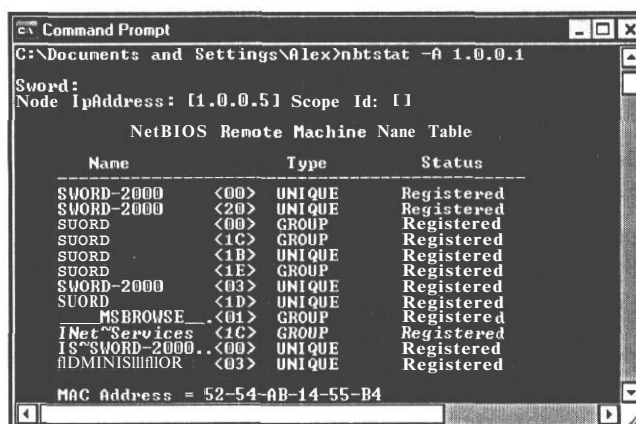 Command Prompt
C:\Documents and Settings\Alex>nbtstat -A 1.0.0.1
Sword:
Node IpAddress: [1.0.0.5] Scope Id: []
NetBIOS Remote Machine Nane Table
Name Type Status
SWORD-2000 <00> UNIQUE Registered
SWORD-2000 <20> UNIQUE Registered
SUORD <00> GROUP Registered
SUORD <1C> GROUP Registered
SUORD <1B> UNIQUE Registered
SUORD <1E> GROUP Registered
SWORD-2000 <03> UNIQUE Registered
SUORD <1D> UNIQUE Registered
____MSBROWSE__.<01> GROUP Registered
INet~Services <1C> GROUP Registered
IS~SWORD-2000..<00> UNIQUE Registered
flDMINISlllfllOR <03> UNIQUE Registered
MAC Address = 52-54-AB-14-55-B4